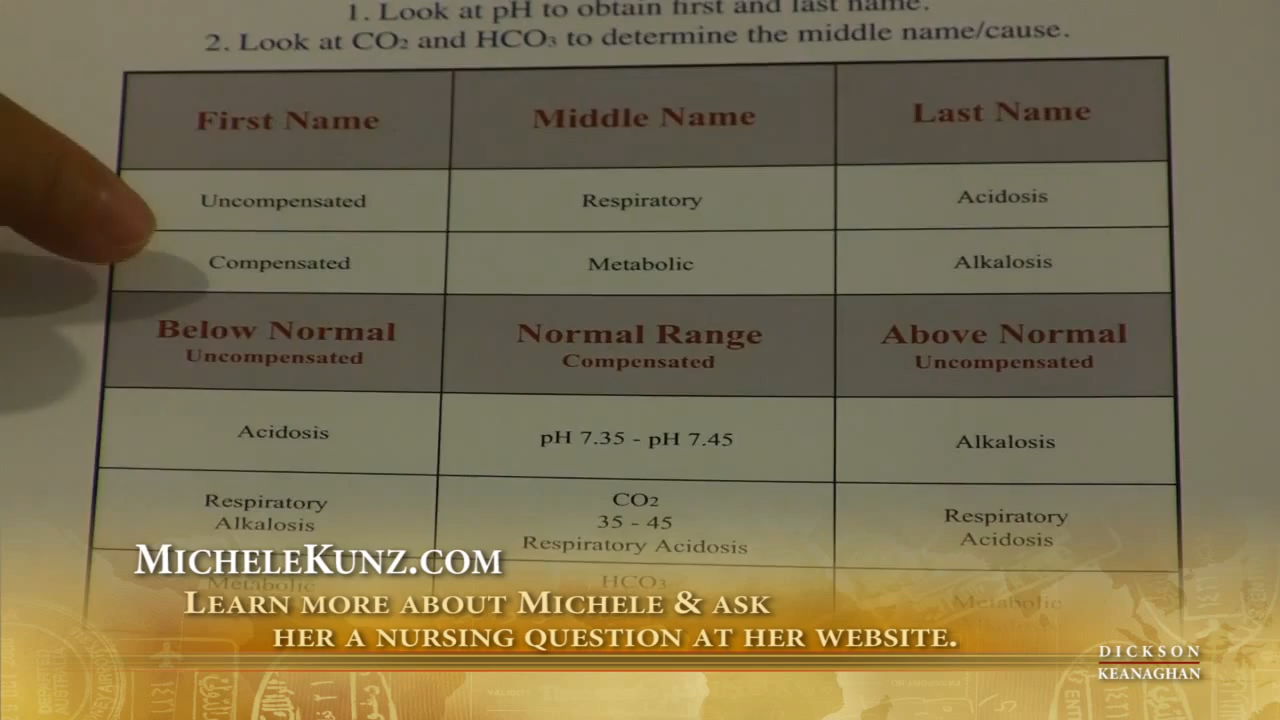 1. Look at pH to obtain first and last name.
2. Look at CO₂ and HCO₃ to determine the middle name/cause.
First Name Middle Name Last Name
Uncompensated Respiratory Acidosis
Compensated Metabolic Alkalosis
Below Normal Normal Range Above Normal
Uncompensated Compensated Uncompensated
Acidosis pH 7.35 - pH 7.45 Alkalosis
Respiratory
Alkalosis
CO₂
35 - 45
Respiratory Acidosis
Respiratory
Acidosis
Metabolic HCO₃ Metabolic
MICHELEKUNZ.COM
LEARN MORE ABOUT MICHELE & ASK
HER A NURSING QUESTION AT HER WEBSITE.
DICKSON
KEANAGHAN